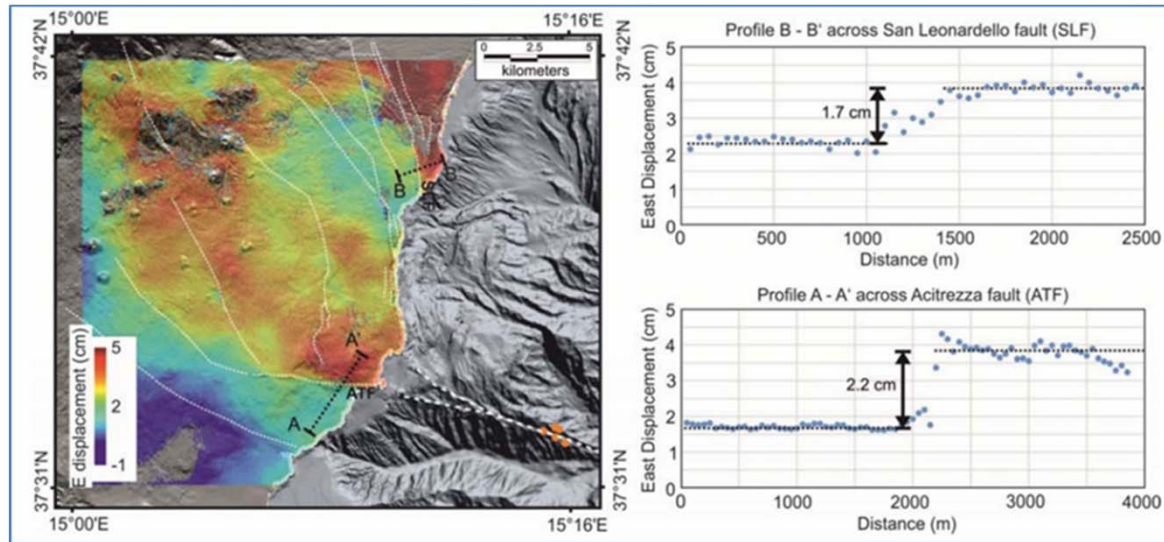 15°00'E
15°16'E
37°42'N
37°42'N
0 2.5 5
kilometers
B
B'
A'
ATF
A
E displacement (cm)
5
2
-1
37°31'N
37°31'N
15°00'E
15°16'E
Profile B - B' across San Leonardello fault (SLF)
East Displacement (cm)
5
4
3
2
1
0
1.7 cm
0 500 1000 1500 2000 2500
Distance (m)
Profile A - A' across Acitrezza fault (ATF)
East Displacement (cm)
5
4
3
2
1
0
2.2 cm
0 1000 2000 3000 4000
Distance (m)